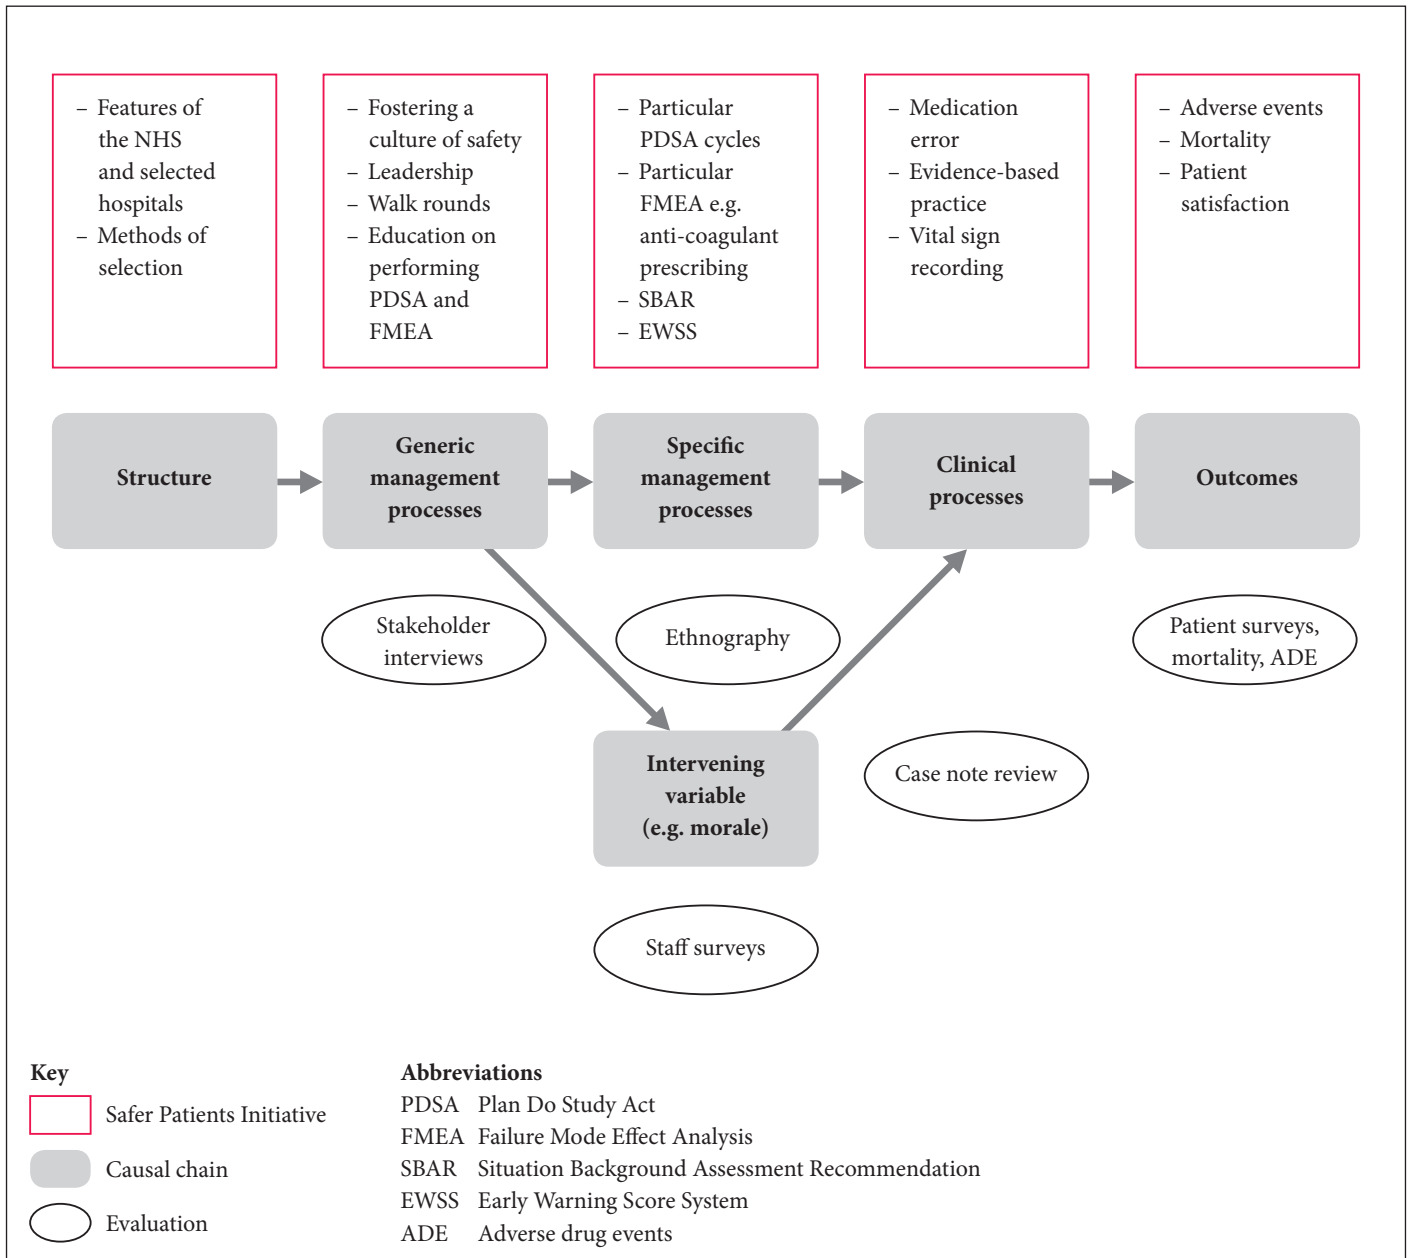 – Features of
the NHS
and selected
hospitals
– Methods of
selection
– Fostering a
culture of safety
– Leadership
– Walk rounds
– Education on
performing
PDSA and
FMEA
– Particular
PDSA cycles
– Particular
FMEA e.g.
anti-coagulant
prescribing
– SBAR
– EWSS
– Medication
error
– Evidence-based
practice
– Vital sign
recording
– Adverse events
– Mortality
– Patient
satisfaction
Structure
Generic
management
processes
Specific
management
processes
Clinical
processes
Outcomes
Stakeholder
interviews
Ethnography
Patient surveys,
mortality, ADE
Intervening
variable
(e.g. morale)
Case note review
Staff surveys
Key
Safer Patients Initiative
Causal chain
Evaluation
Abbreviations
PDSA Plan Do Study Act
FMEA Failure Mode Effect Analysis
SBAR Situation Background Assessment Recommendation
EWSS Early Warning Score System
ADE Adverse drug events